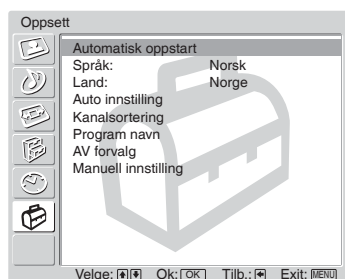 Oppsett
Automatisk oppstart
Språk: Norsk
Land: Norge
Auto innstilling
Kanalsortering
Program navn
AV forvalg
Manuell innstilling
Velge: Ok: OK Tilb.: Exit: MENU